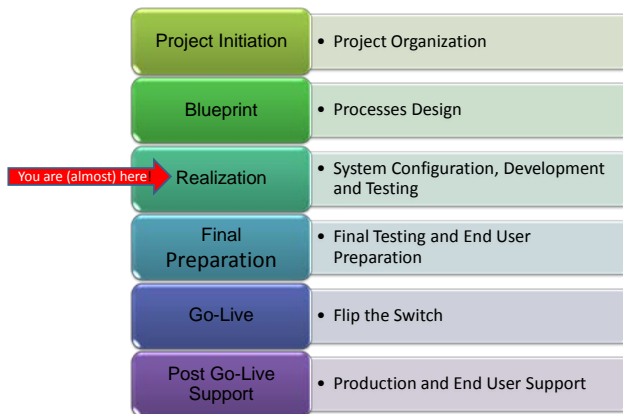 Project Initiation
• Project Organization
Blueprint
• Processes Design
You are (almost) here!
Realization
• System Configuration, Development
and Testing
Final
Preparation
• Final Testing and End User
Preparation
Go-Live
• Flip the Switch
Post Go-Live
Support
• Production and End User Support